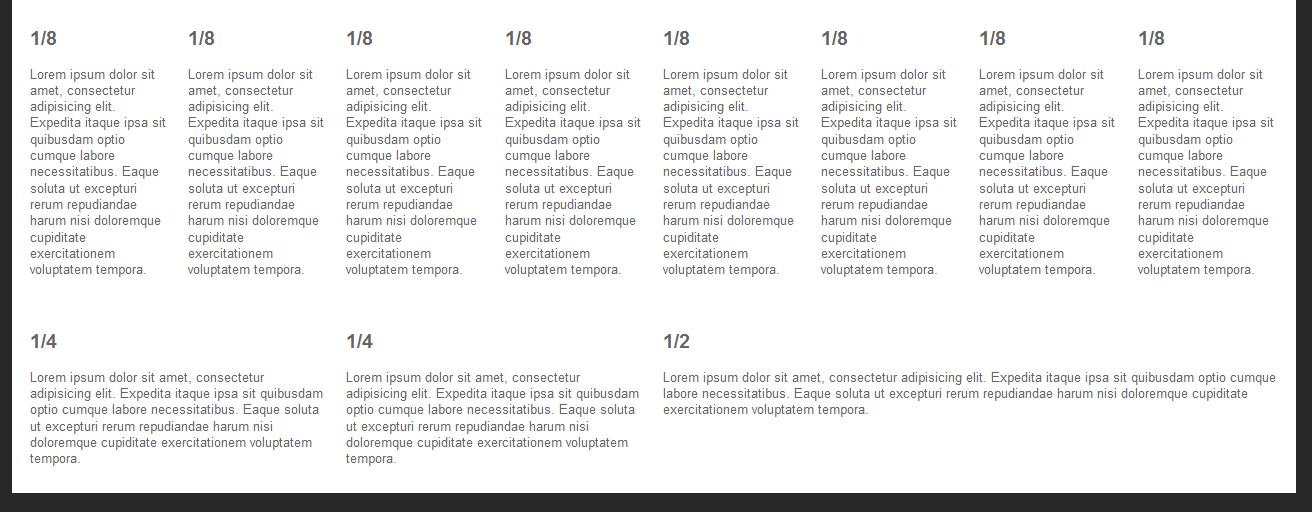 1/8
Lorem ipsum dolor sit
amet, consectetur
adipisicing elit.
Expedita itaque ipsa sit
quibusdam optio
cumque labore
necessitatibus. Eaque
soluta ut excepturi
rerum repudiandae
harum nisi doloremque
cupiditate
exercitationem
voluptatem tempora.
1/8
Lorem ipsum dolor sit
amet, consectetur
adipisicing elit.
Expedita itaque ipsa sit
quibusdam optio
cumque labore
necessitatibus. Eaque
soluta ut excepturi
rerum repudiandae
harum nisi doloremque
cupiditate
exercitationem
voluptatem tempora.
1/8
Lorem ipsum dolor sit
amet, consectetur
adipisicing elit.
Expedita itaque ipsa sit
quibusdam optio
cumque labore
necessitatibus. Eaque
soluta ut excepturi
rerum repudiandae
harum nisi doloremque
cupiditate
exercitationem
voluptatem tempora.
1/8
Lorem ipsum dolor sit
amet, consectetur
adipisicing elit.
Expedita itaque ipsa sit
quibusdam optio
cumque labore
necessitatibus. Eaque
soluta ut excepturi
rerum repudiandae
harum nisi doloremque
cupiditate
exercitationem
voluptatem tempora.
1/8
Lorem ipsum dolor sit
amet, consectetur
adipisicing elit.
Expedita itaque ipsa sit
quibusdam optio
cumque labore
necessitatibus. Eaque
soluta ut excepturi
rerum repudiandae
harum nisi doloremque
cupiditate
exercitationem
voluptatem tempora.
1/8
Lorem ipsum dolor sit
amet, consectetur
adipisicing elit.
Expedita itaque ipsa sit
quibusdam optio
cumque labore
necessitatibus. Eaque
soluta ut excepturi
rerum repudiandae
harum nisi doloremque
cupiditate
exercitationem
voluptatem tempora.
1/8
Lorem ipsum dolor sit
amet, consectetur
adipisicing elit.
Expedita itaque ipsa sit
quibusdam optio
cumque labore
necessitatibus. Eaque
soluta ut excepturi
rerum repudiandae
harum nisi doloremque
cupiditate
exercitationem
voluptatem tempora.
1/8
Lorem ipsum dolor sit
amet, consectetur
adipisicing elit.
Expedita itaque ipsa sit
quibusdam optio
cumque labore
necessitatibus. Eaque
soluta ut excepturi
rerum repudiandae
harum nisi doloremque
cupiditate
exercitationem
voluptatem tempora.
1/4
Lorem ipsum dolor sit amet, consectetur
adipisicing elit. Expedita itaque ipsa sit quibusdam
optio cumque labore necessitatibus. Eaque soluta
ut excepturi rerum repudiandae harum nisi
doloremque cupiditate exercitationem voluptatem
tempora.
1/4
Lorem ipsum dolor sit amet, consectetur
adipisicing elit. Expedita itaque ipsa sit quibusdam
optio cumque labore necessitatibus. Eaque soluta
ut excepturi rerum repudiandae harum nisi
doloremque cupiditate exercitationem voluptatem
tempora.
1/2
Lorem ipsum dolor sit amet, consectetur adipisicing elit. Expedita itaque ipsa sit quibusdam optio cumque
labore necessitatibus. Eaque soluta ut excepturi rerum repudiandae harum nisi doloremque cupiditate
exercitationem voluptatem tempora.